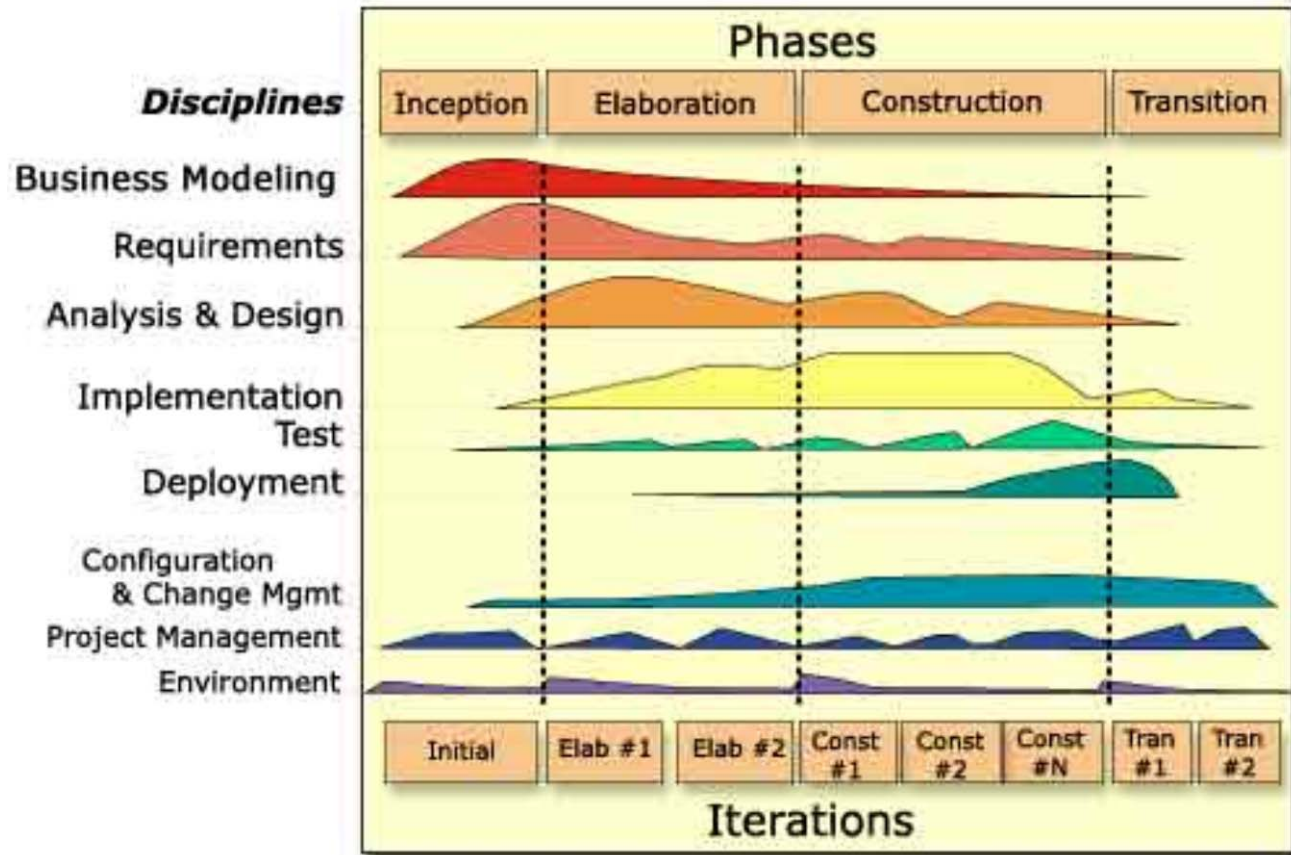 Phases
Disciplines
Inception
Elaboration
Construction
Transition
Business Modeling
Requirements
Analysis & Design
Implementation
Test
Deployment
Configuration
& Change Mgmt
Project Management
Environment
Initial
Elab #1
Elab #2
Const
#1
Const
#2
Const
#N
Tran
#1
Tran
#2
Iterations